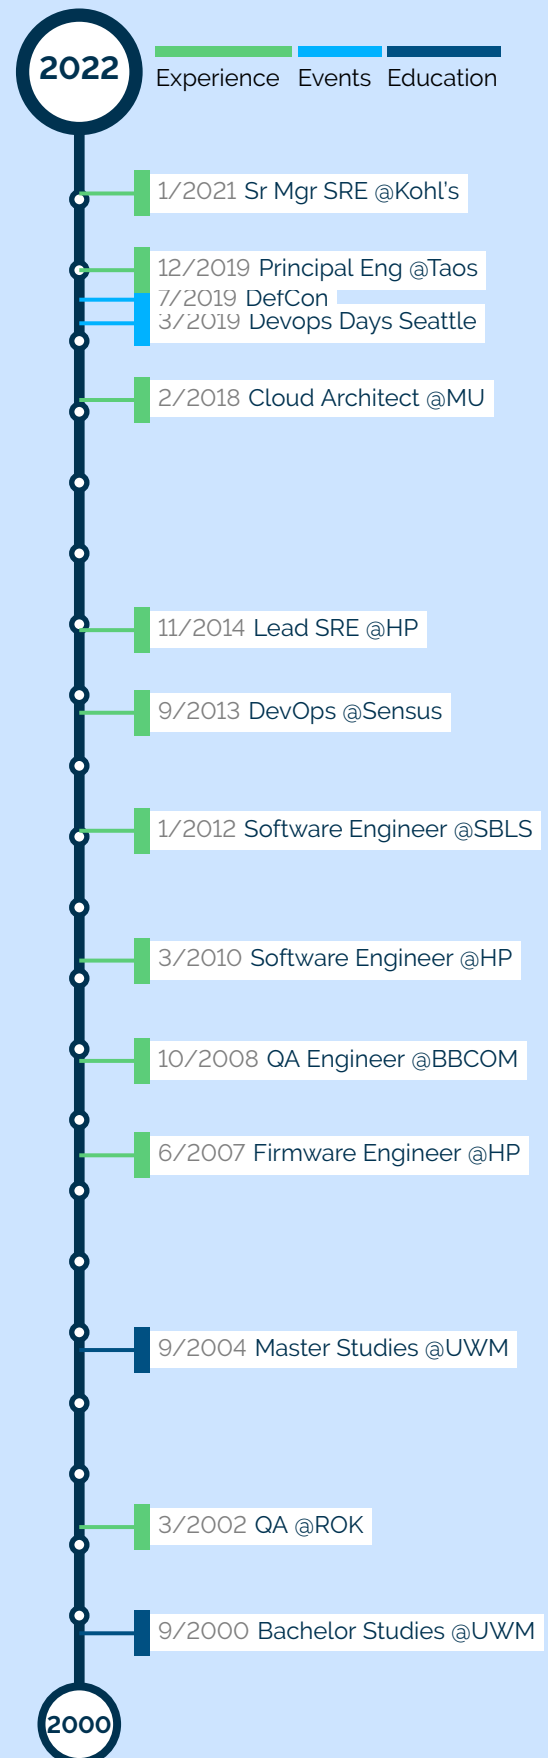 2022
Experience Events Education
1/2021 Sr Mgr SRE @Kohl's
12/2019 Principal Eng @Taos
7/2019 DefCon
3/2019 Devops Days Seattle
2/2018 Cloud Architect @MU
11/2014 Lead SRE @HP
9/2013 DevOps @Sensus
1/2012 Software Engineer @SBLS
3/2010 Software Engineer @HP
10/2008 QA Engineer @BBCOM
6/2007 Firmware Engineer @HP
9/2004 Master Studies @UWM
3/2002 QA @ROK
9/2000 Bachelor Studies @UWM
2000